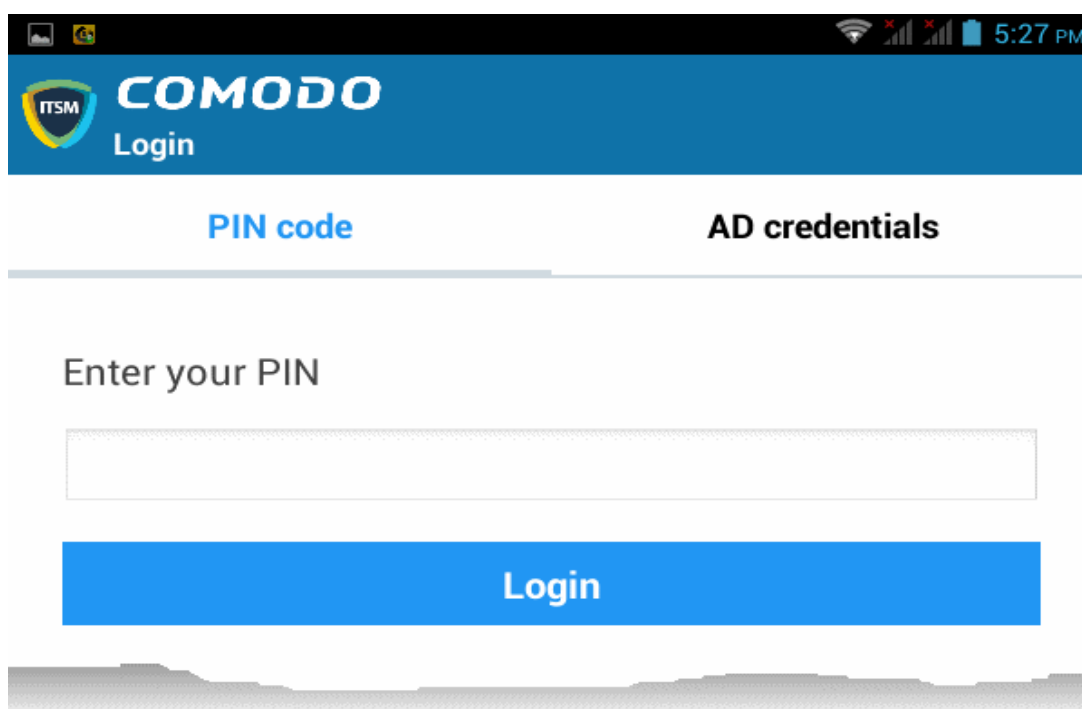 5:27 PM
ITSM COMODO
Login
PIN code AD credentials
Enter your PIN
Login